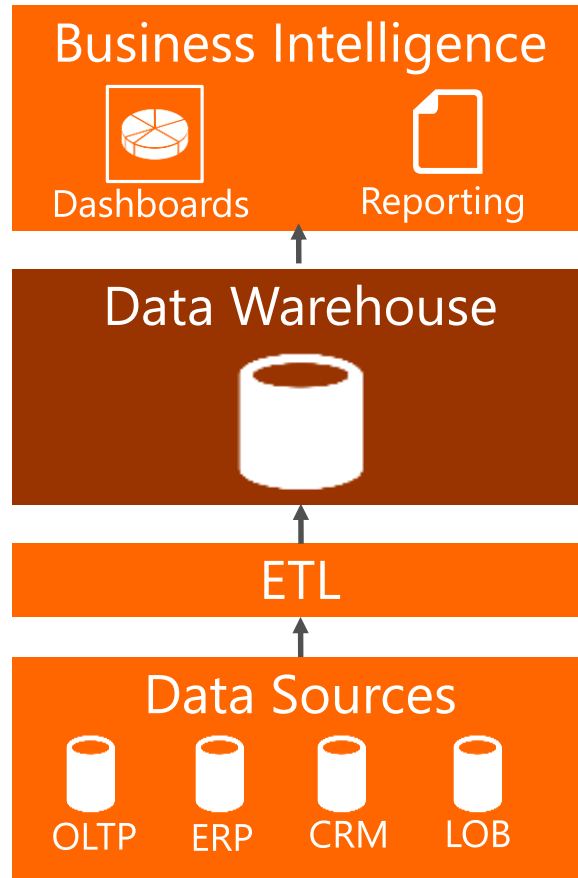 Business Intelligence
Dashboards
Reporting
Data Warehouse
ETL
Data Sources
OLTP
ERP
CRM
LOB